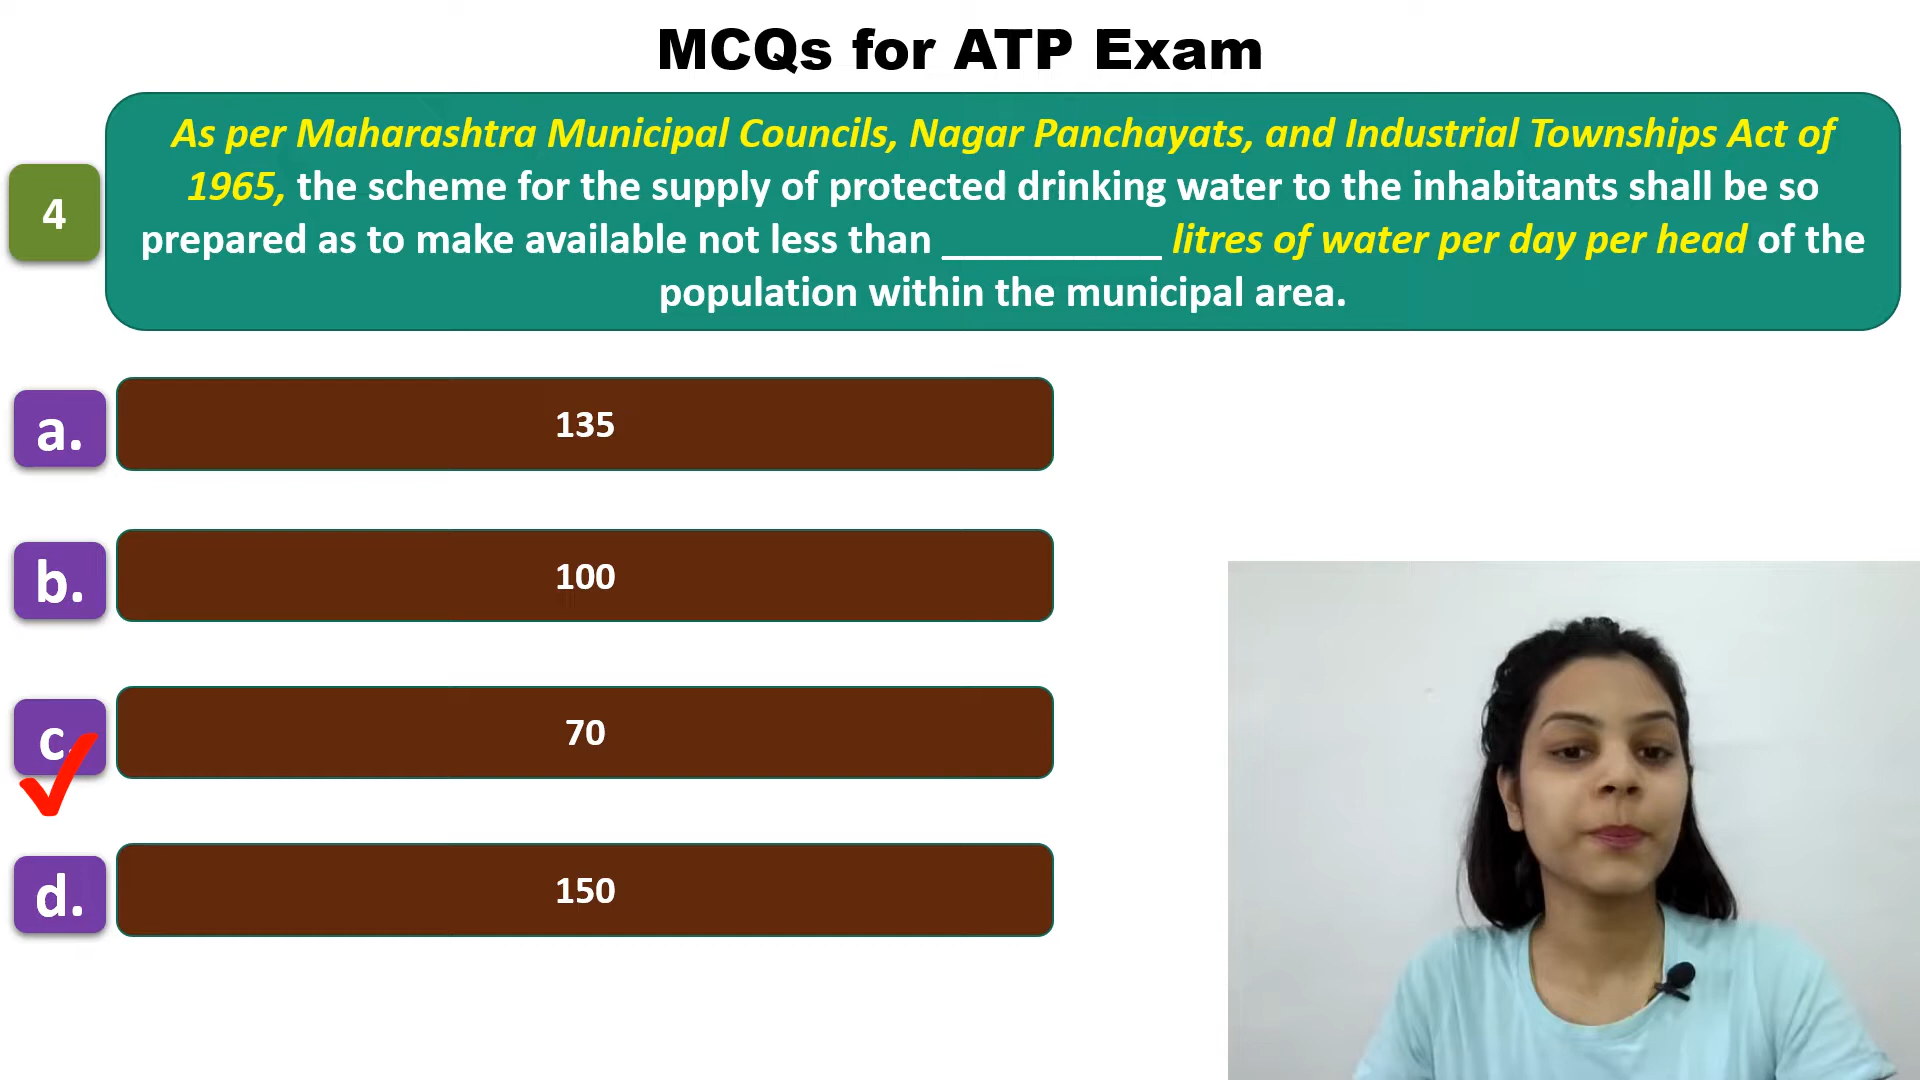 MCQs for ATP Exam
4
As per Maharashtra Municipal Councils, Nagar Panchayats, and Industrial Townships Act of
1965, the scheme for the supply of protected drinking water to the inhabitants shall be so
prepared as to make available not less than ___________ litres of water per day per head of the
population within the municipal area.
a. 135
b. 100
c. 70
d. 150